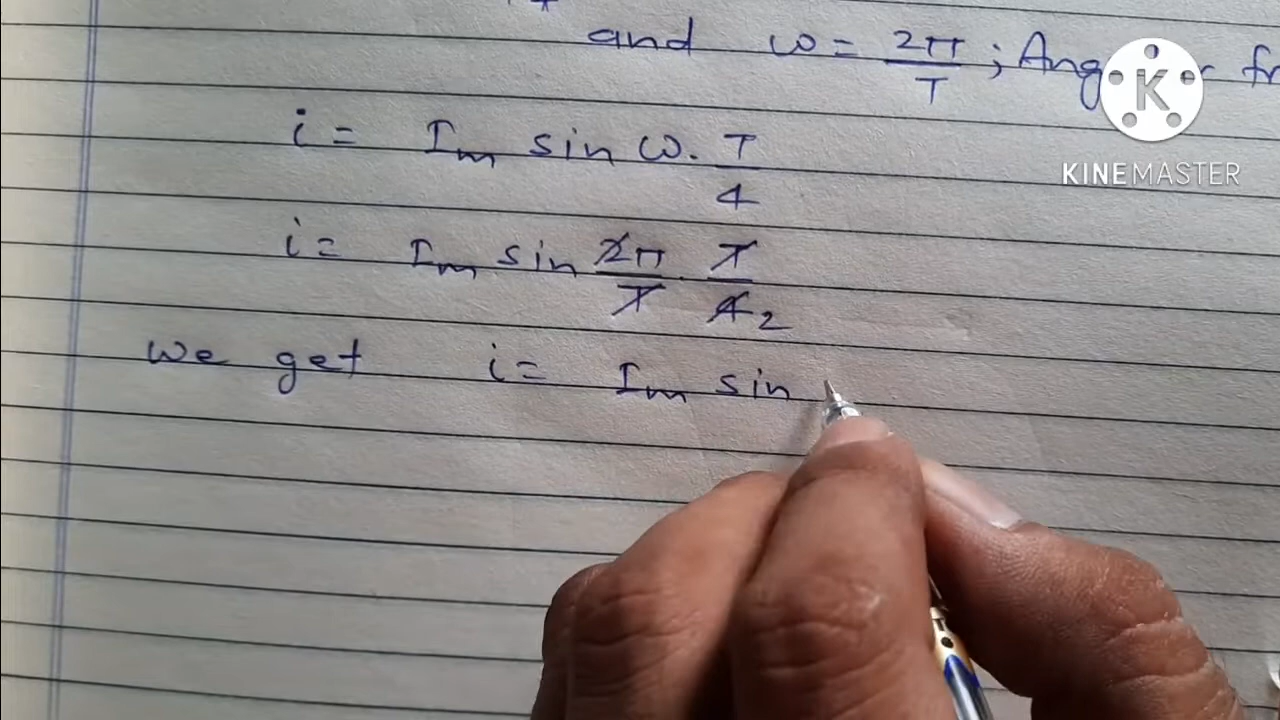 and ω = 2π/T ; Ang
i = Im sin ω. T/4
i = Im sin 2π/T . T/4 2
We get i = Im sin
K
KINEMASTER